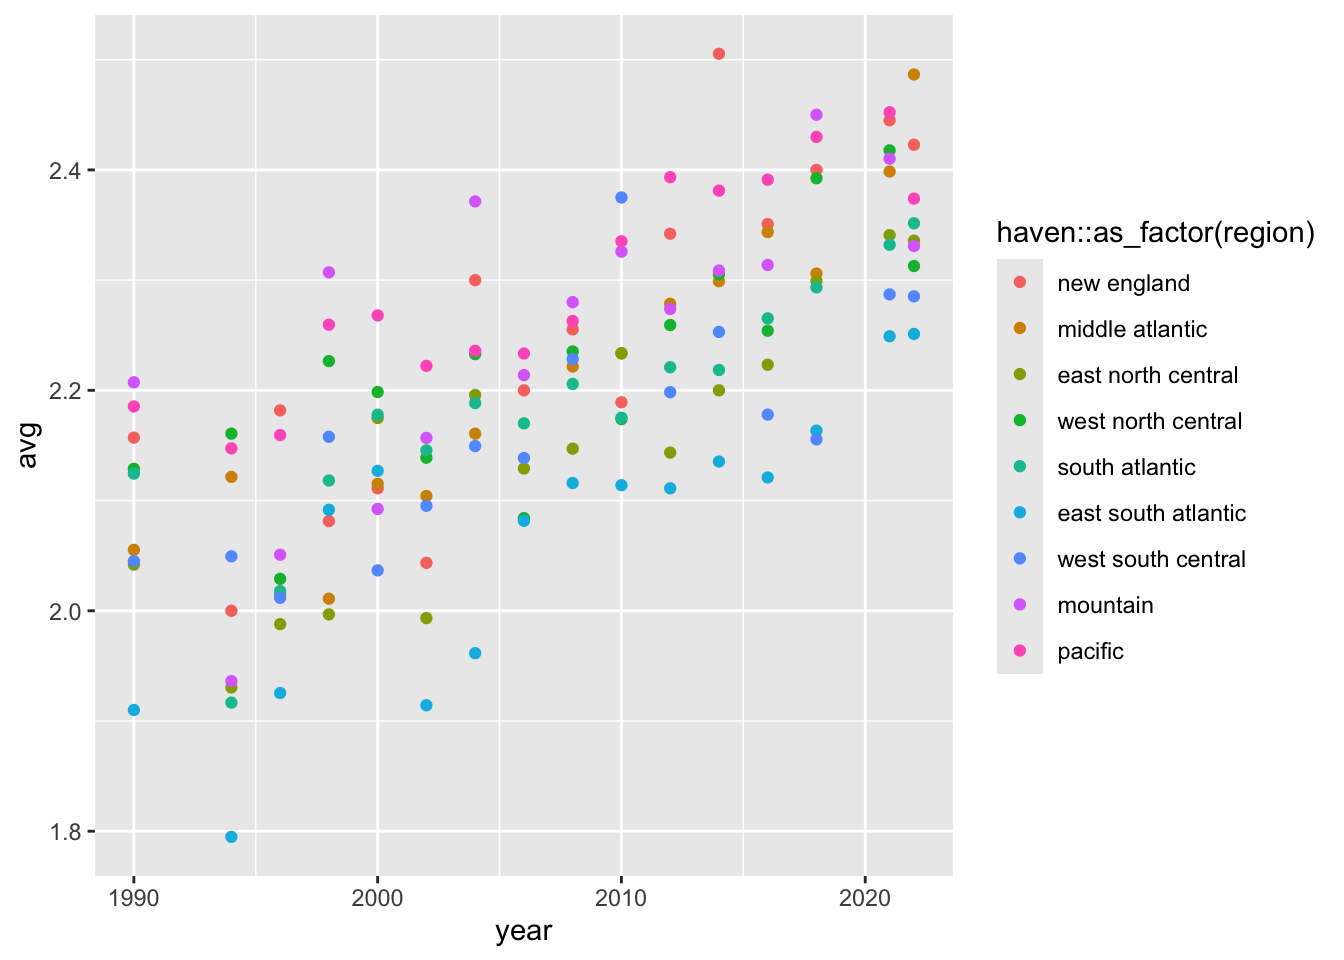 avg
2.4
2.2
2.0
1.8
1990 2000 2010 2020
year
haven::as_factor(region)
new england
middle atlantic
east north central
west north central
south atlantic
east south atlantic
west south central
mountain
pacific